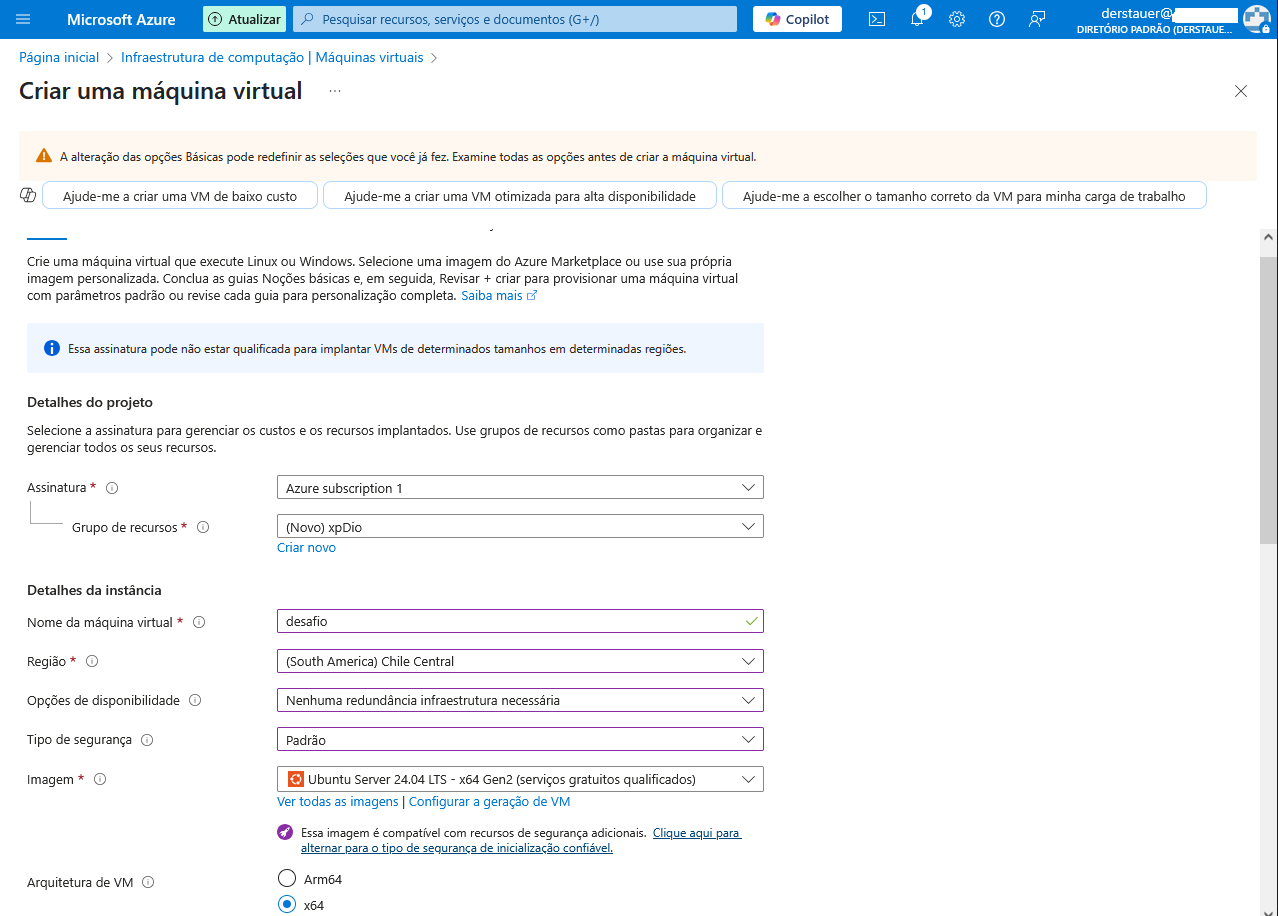 Microsoft Azure
Atualizar
Pesquisar recursos, serviços e documentos (G+/)
Copilot
1
derstauer@
DIRETÓRIO PADRÃO (DERSTAUE...
Página inicial > Infraestrutura de computação | Máquinas virtuais >
Criar uma máquina virtual ...
A alteração das opções Básicas pode redefinir as seleções que você já fez. Examine todas as opções antes de criar a máquina virtual.
Ajude-me a criar uma VM de baixo custo
Ajude-me a criar uma VM otimizada para alta disponibilidade
Ajude-me a escolher o tamanho correto da VM para minha carga de trabalho
Crie uma máquina virtual que execute Linux ou Windows. Selecione uma imagem do Azure Marketplace ou use sua própria
imagem personalizada. Conclua as guias Noções básicas e, em seguida, Revisar + criar para provisionar uma máquina virtual
com parâmetros padrão ou revise cada guia para personalização completa. Saiba mais
Essa assinatura pode não estar qualificada para implantar VMs de determinados tamanhos em determinadas regiões.
Detalhes do projeto
Selecione a assinatura para gerenciar os custos e os recursos implantados. Use grupos de recursos como pastas para organizar e
gerenciar todos os seus recursos.
Assinatura *
Azure subscription 1
Grupo de recursos *
(Novo) xpDio
Criar novo
Detalhes da instância
Nome da máquina virtual *
desafio
Região *
(South America) Chile Central
Opções de disponibilidade
Nenhuma redundância infraestrutura necessária
Tipo de segurança
Padrão
Imagem *
Ubuntu Server 24.04 LTS - x64 Gen2 (serviços gratuitos qualificados)
Ver todas as imagens | Configurar a geração de VM
Essa imagem é compatível com recursos de segurança adicionais. Clique aqui para
alternar para o tipo de segurança de inicialização confiável.
Arquitetura de VM
Arm64
x64